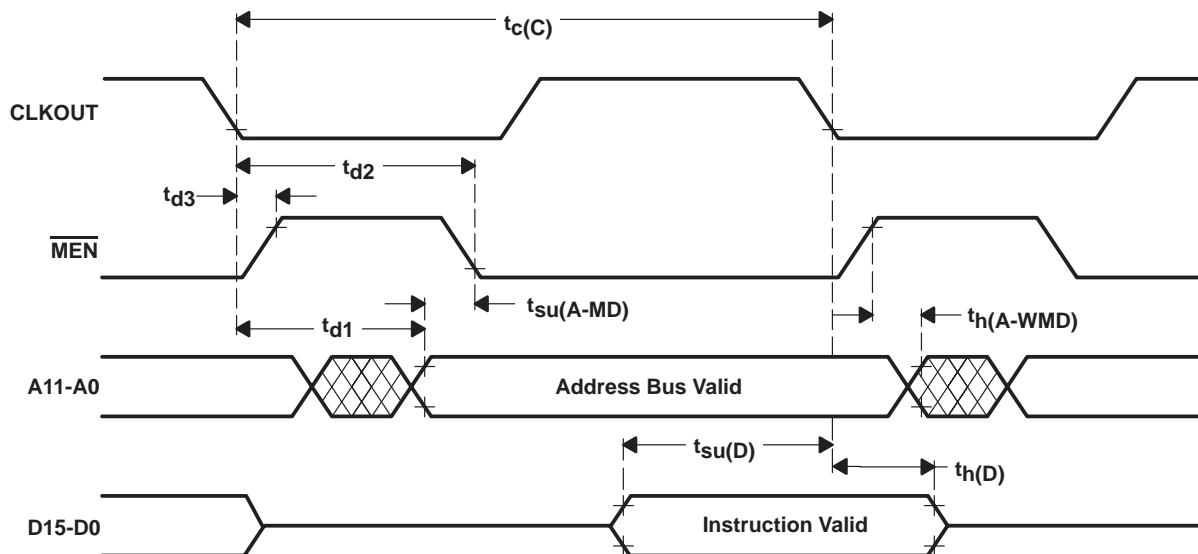 tc(C)
CLKOUT
td2
td3
MEN
tsu(A-MD)
td1
th(A-WMD)
A11-A0
Address Bus Valid
tsu(D)
th(D)
D15-D0
Instruction Valid